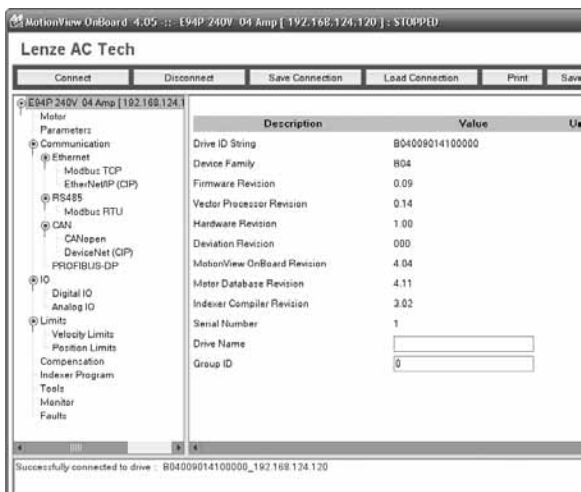 MotionView OnBoard 4.05 -::- E94P 240V 04 Amp [ 192.168.124.120 ] : STOPPED
Lenze AC Tech
Connect Disconnect Save Connection Load Connection Print Save
E94P 240V 04 Amp [192.168.124.1
Motor
Parameters
Communication
Ethernet
Modbus TCP
EtherNet/IP (CIP)
RS485
Modbus RTU
CAN
CANopen
DeviceNet (CIP)
PROFIBUS-DP
IO
Digital IO
Analog IO
Limits
Velocity Limits
Position Limits
Compensation
Indexer Program
Tools
Monitor
Faults
Description Value Un
Drive ID String B04009014100000
Device Family B04
Firmware Revision 0.09
Vector Processor Revision 0.14
Hardware Revision 1.00
Deviation Revision 000
MotionView OnBoard Revision 4.04
Motor Database Revision 4.11
Indexer Compiler Revision 3.02
Serial Number 1
Drive Name
Group ID 0
Successfully connected to drive : B04009014100000_192.168.124.120